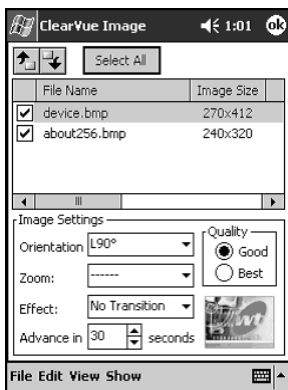 ClearVue Image 1:01 ok
Select All
File Name Image Size
device.bmp 270x412
about256.bmp 240x320
Image Settings
Orientation L90° Quality
Good
Zoom: ------ Best
Effect: No Transition
Advance in 30 seconds
File Edit View Show